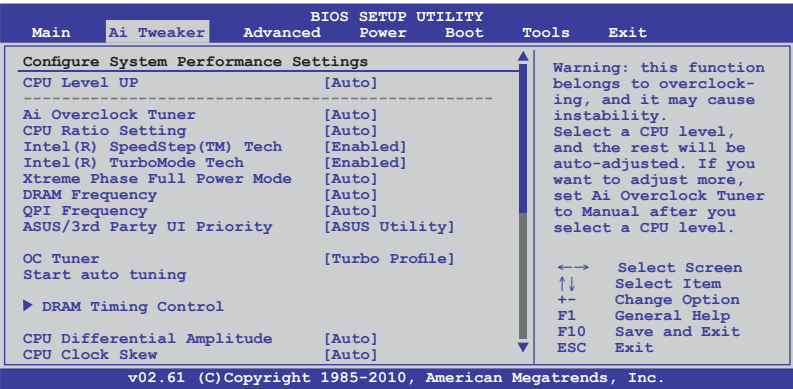 BIOS SETUP UTILITY
Main Ai Tweaker Advanced Power Boot Tools Exit
Configure System Performance Settings
CPU Level UP [Auto]
Ai Overclock Tuner [Auto]
CPU Ratio Setting [Auto]
Intel(R) SpeedStep(TM) Tech [Enabled]
Intel(R) TurboMode Tech [Enabled]
Xtreme Phase Full Power Mode [Auto]
DRAM Frequency [Auto]
QPI Frequency [Auto]
ASUS/3rd Party UI Priority [ASUS Utility]
OC Tuner [Turbo Profile]
Start auto tuning
DRAM Timing Control
CPU Differential Amplitude [Auto]
CPU Clock Skew [Auto]
Warning: this function
belongs to overclock-
ing, and it may cause
instability.
Select a CPU level,
and the rest will be
auto-adjusted. If you
want to adjust more,
set Ai Overclock Tuner
to Manual after you
select a CPU level.
←→ Select Screen
↑↓ Select Item
+- Change Option
F1 General Help
F10 Save and Exit
ESC Exit
v02.61 (C)Copyright 1985-2010, American Megatrends, Inc.